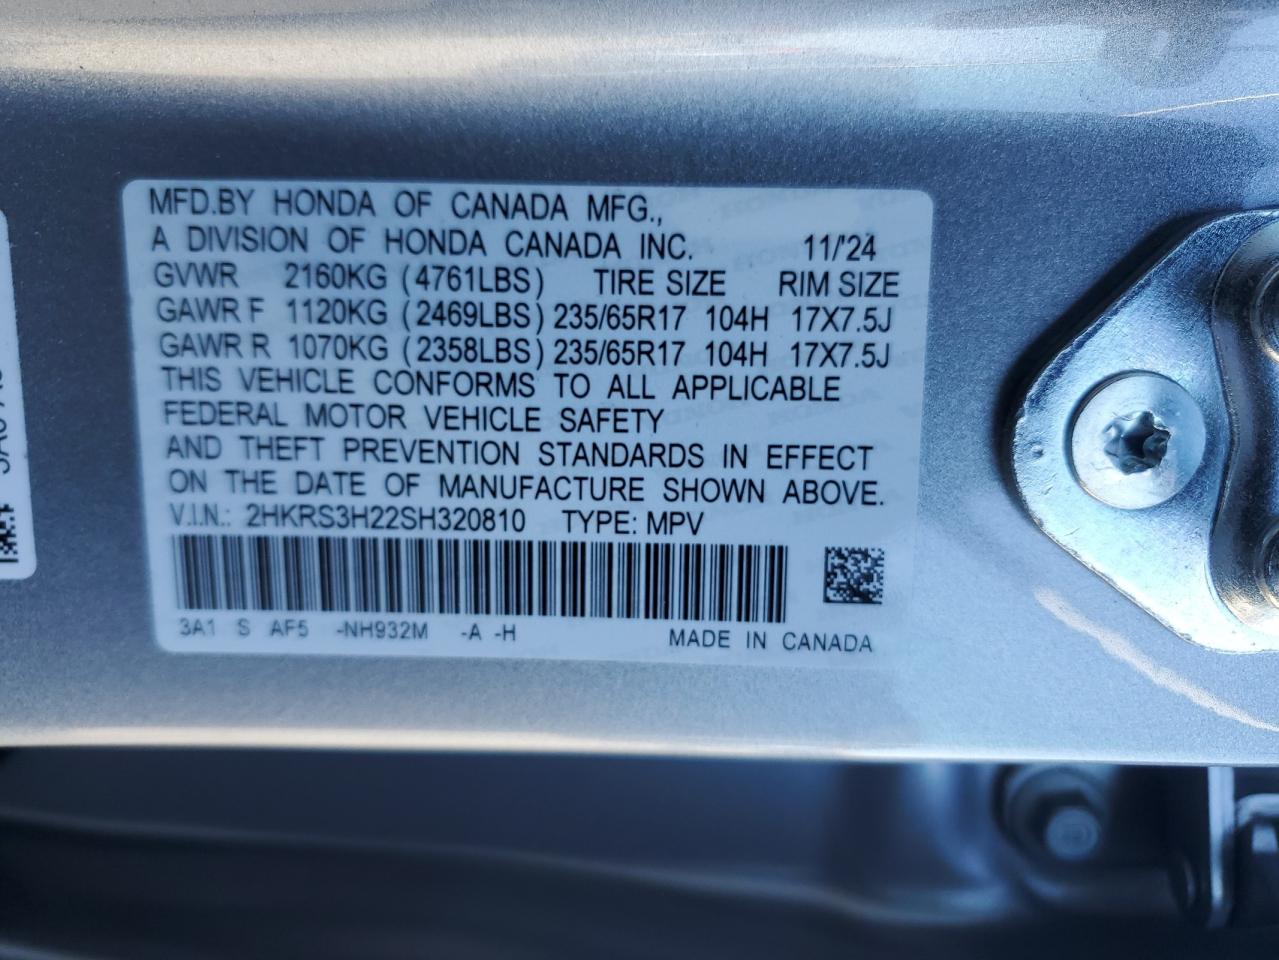 MFD.BY HONDA OF CANADA MFG.,
A DIVISION OF HONDA CANADA INC. 11/'24
GVWR 2160KG (4761LBS) TIRE SIZE RIM SIZE
GAWR F 1120KG (2469LBS) 235/65R17 104H 17X7.5J
GAWR R 1070KG (2358LBS) 235/65R17 104H 17X7.5J
THIS VEHICLE CONFORMS TO ALL APPLICABLE
FEDERAL MOTOR VEHICLE SAFETY
AND THEFT PREVENTION STANDARDS IN EFFECT
ON THE DATE OF MANUFACTURE SHOWN ABOVE.
V.I.N.: 2HKRS3H22SH320810 TYPE: MPV
3A1 S AF5 -NH932M -A -H MADE IN CANADA